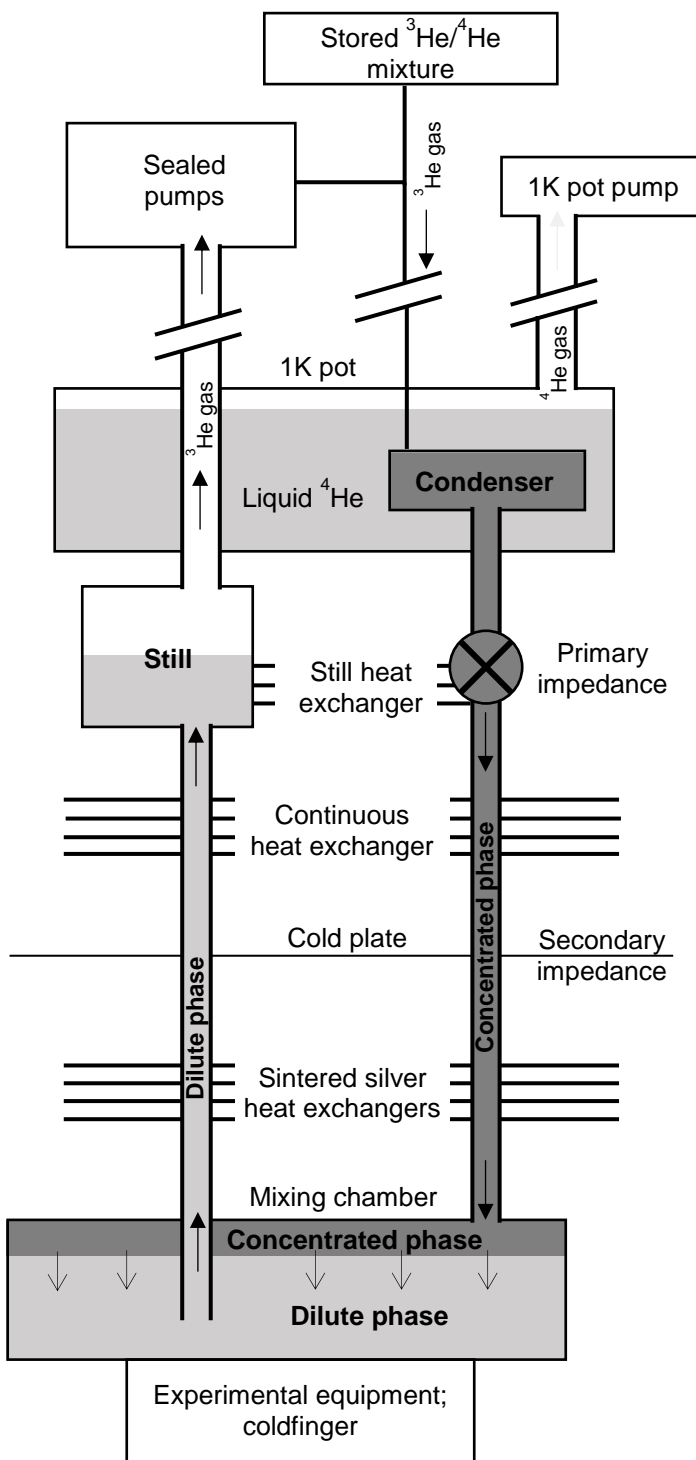 Stored ³He/⁴He
mixture
Sealed
pumps
³He gas
1K pot pump
1K pot
³He gas
⁴He gas
Liquid ⁴He
Condenser
Still
Still heat
exchanger
Primary
impedance
Continuous
heat exchanger
Cold plate
Secondary
impedance
Dilute phase
Concentrated phase
Sintered silver
heat exchangers
Mixing chamber
Concentrated phase
Dilute phase
Experimental equipment;
coldfinger